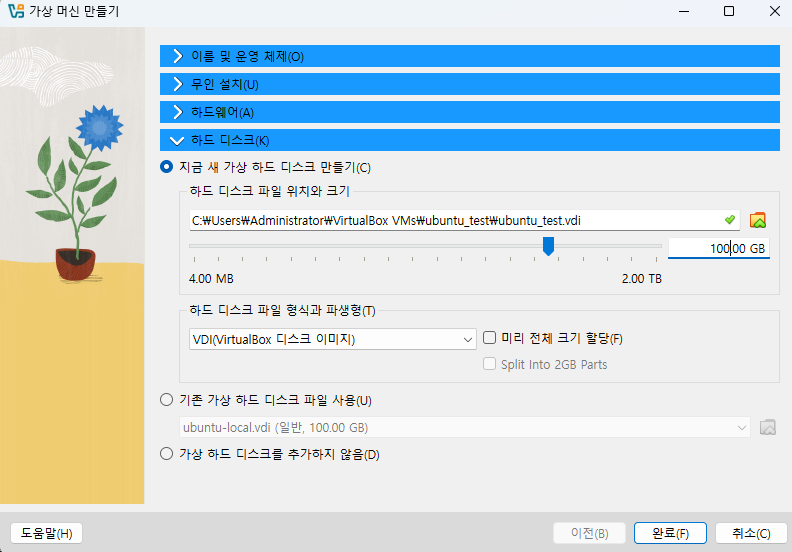 가상 머신 만들기
이름 및 운영 체제(O)
무인 설치(U)
하드웨어(A)
하드 디스크(K)
지금 새 가상 하드 디스크 만들기(C)
하드 디스크 파일 위치와 크기
C:₩Users₩Administrator₩VirtualBox VMs₩ubuntu_test₩ubuntu_test.vdi
100.00 GB
4.00 MB 2.00 TB
하드 디스크 파일 형식과 파생형(T)
VDI(VirtualBox 디스크 이미지) 미리 전체 크기 할당(F)
Split Into 2GB Parts
기존 가상 하드 디스크 파일 사용(U)
ubuntu-local.vdi (일반, 100.00 GB)
가상 하드 디스크를 추가하지 않음(D)
도움말(H) 이전(B) 완료(F) 취소(C)